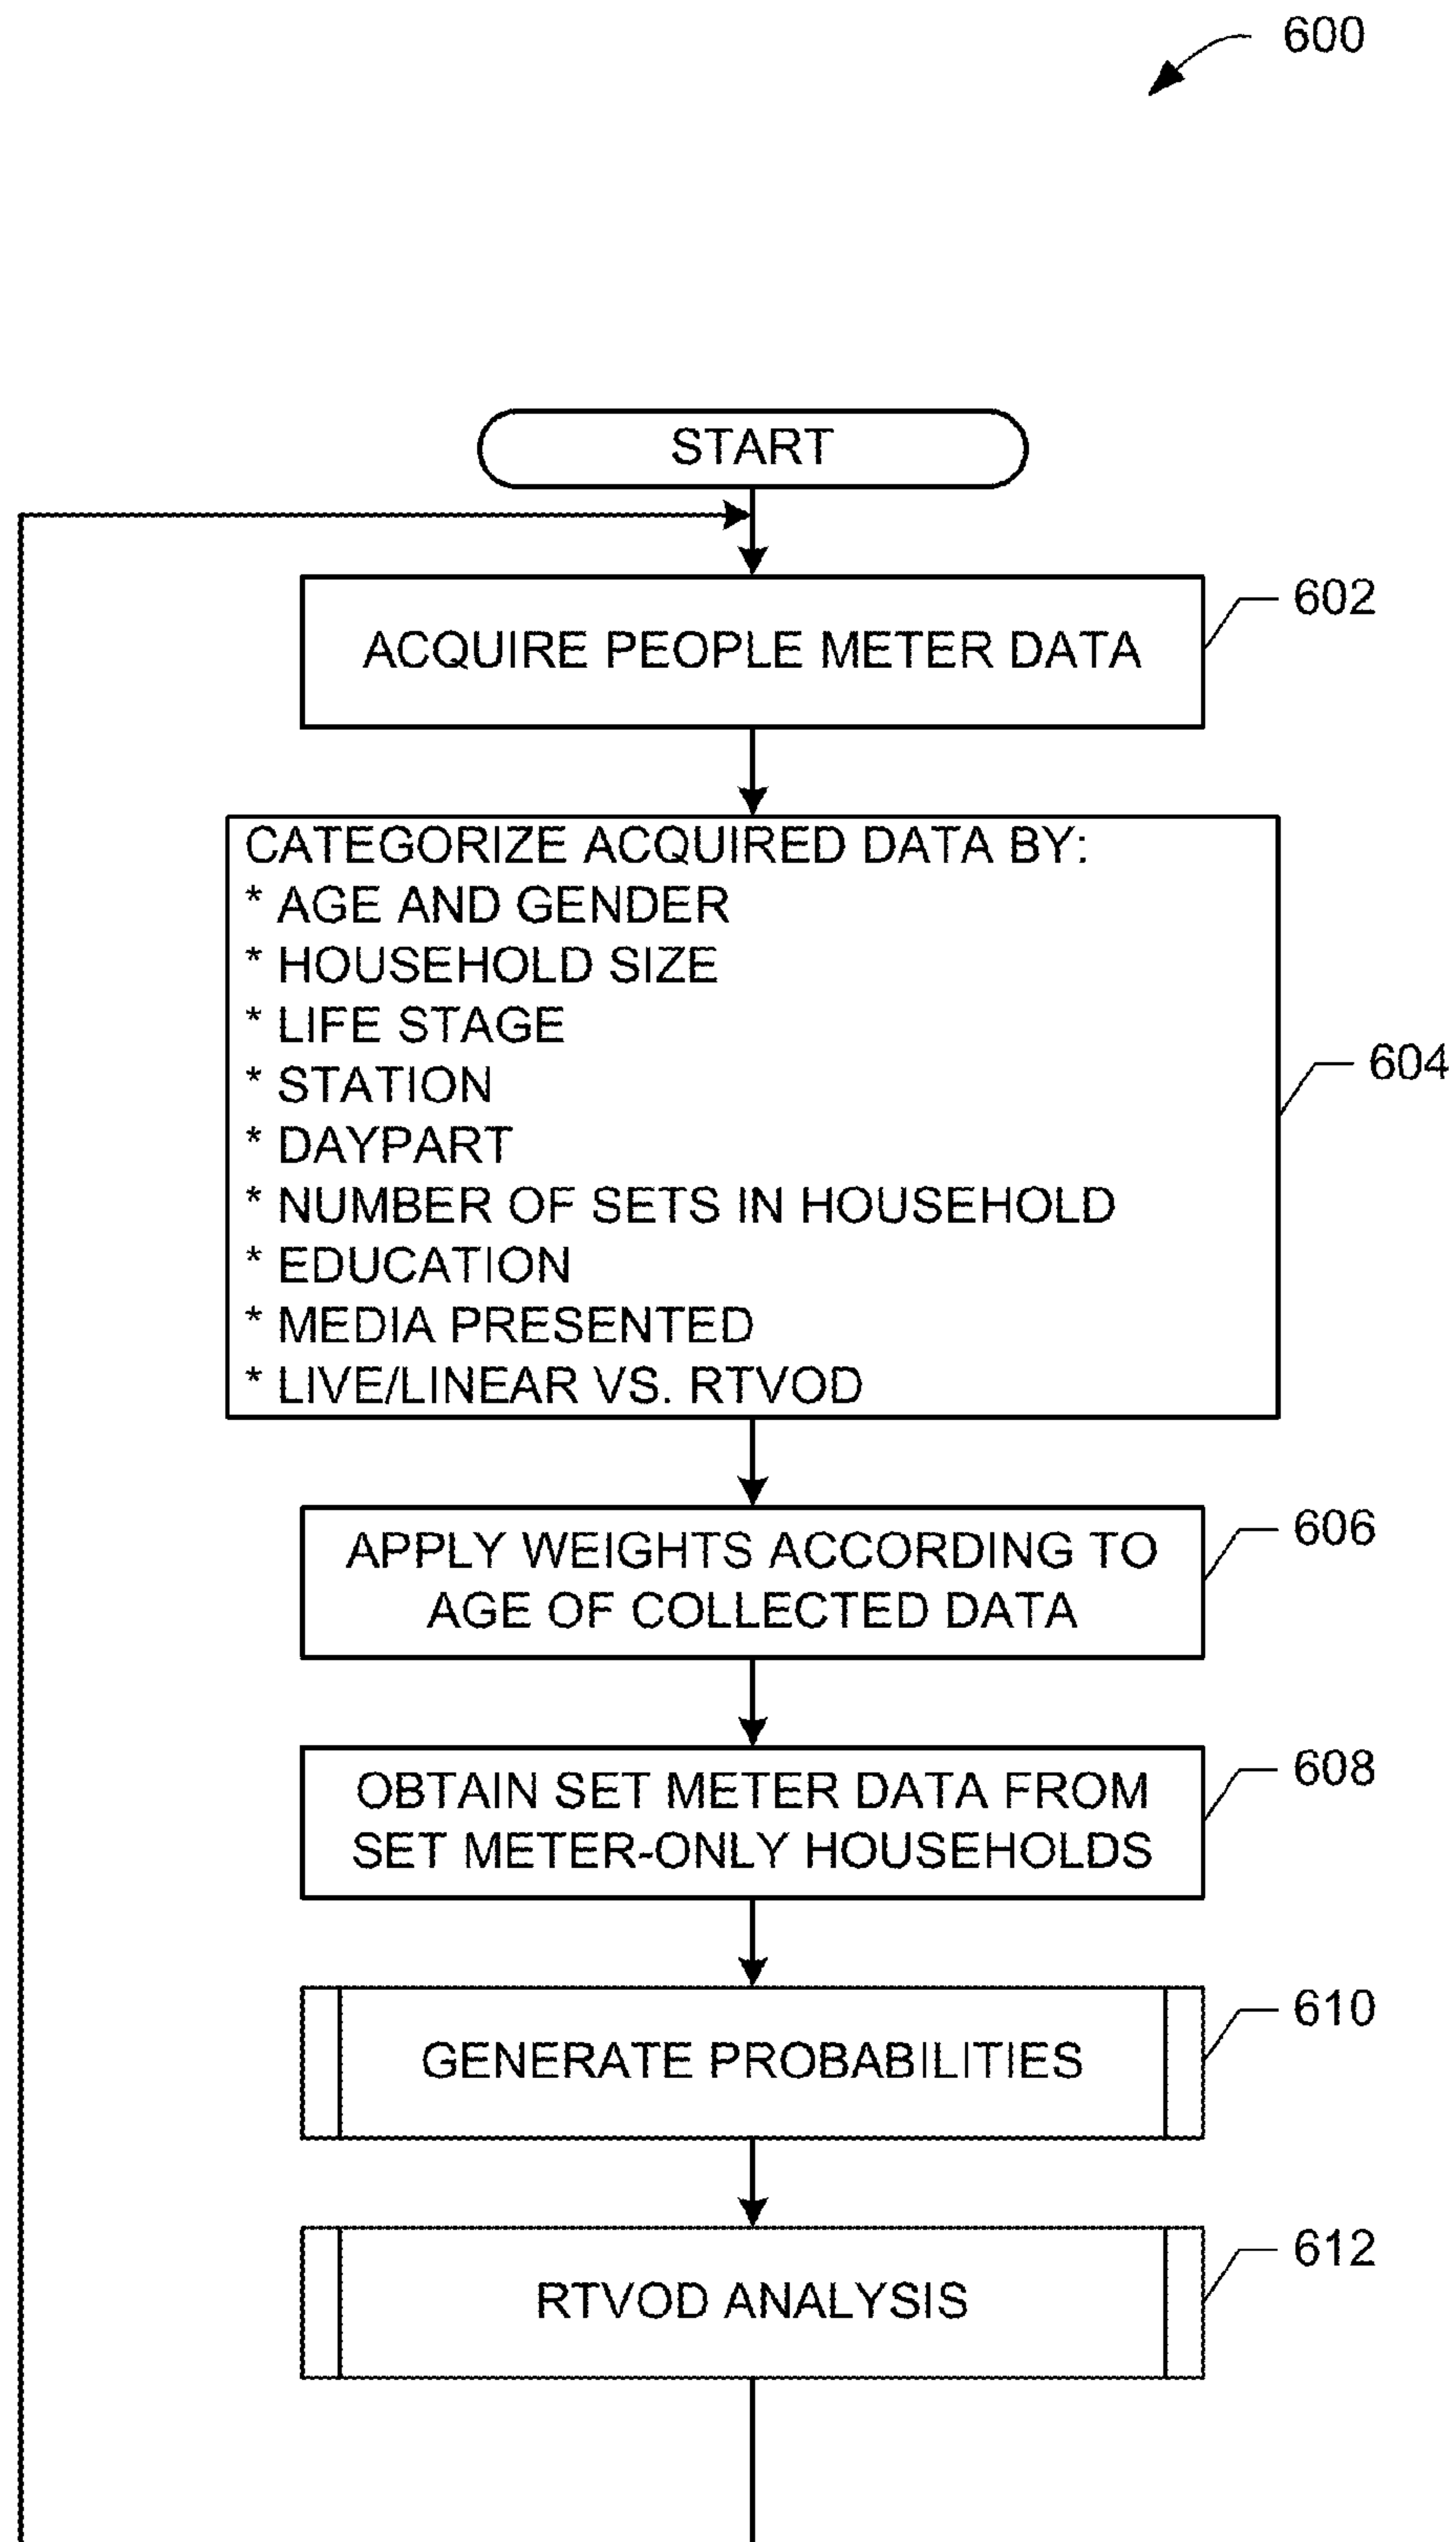 600
START
ACQUIRE PEOPLE METER DATA
602
CATEGORIZE ACQUIRED DATA BY:
* AGE AND GENDER
* HOUSEHOLD SIZE
* LIFE STAGE
* STATION
* DAYPART
* NUMBER OF SETS IN HOUSEHOLD
* EDUCATION
* MEDIA PRESENTED
* LIVE/LINEAR VS. RTVOD
604
APPLY WEIGHTS ACCORDING TO
AGE OF COLLECTED DATA
606
OBTAIN SET METER DATA FROM
SET METER-ONLY HOUSEHOLDS
608
GENERATE PROBABILITIES
610
RTVOD ANALYSIS
612